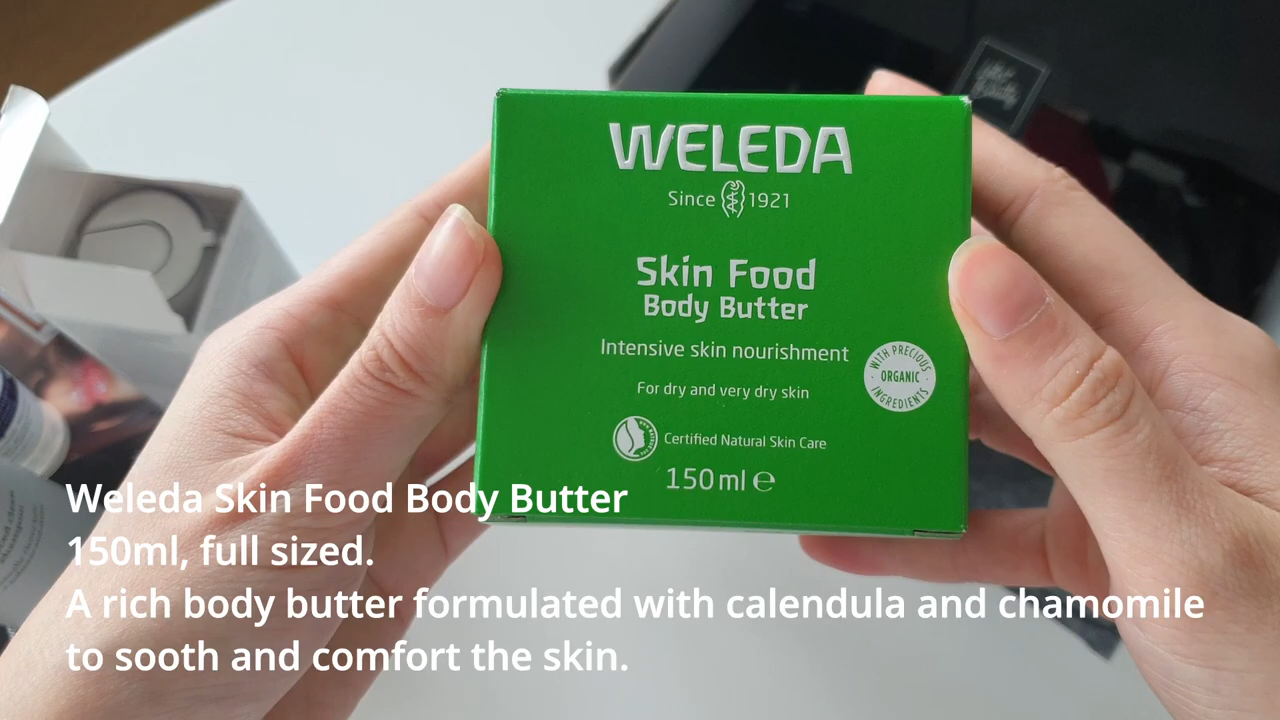 WELEDA
Since 1921
Skin Food
Body Butter
Intensive skin nourishment
For dry and very dry skin
WITH PRECIOUS
ORGANIC
INGREDIENTS
Certified Natural Skin Care
150 ml ℮
Weleda Skin Food Body Butter
150ml, full sized.
A rich body butter formulated with calendula and chamomile
to sooth and comfort the skin.